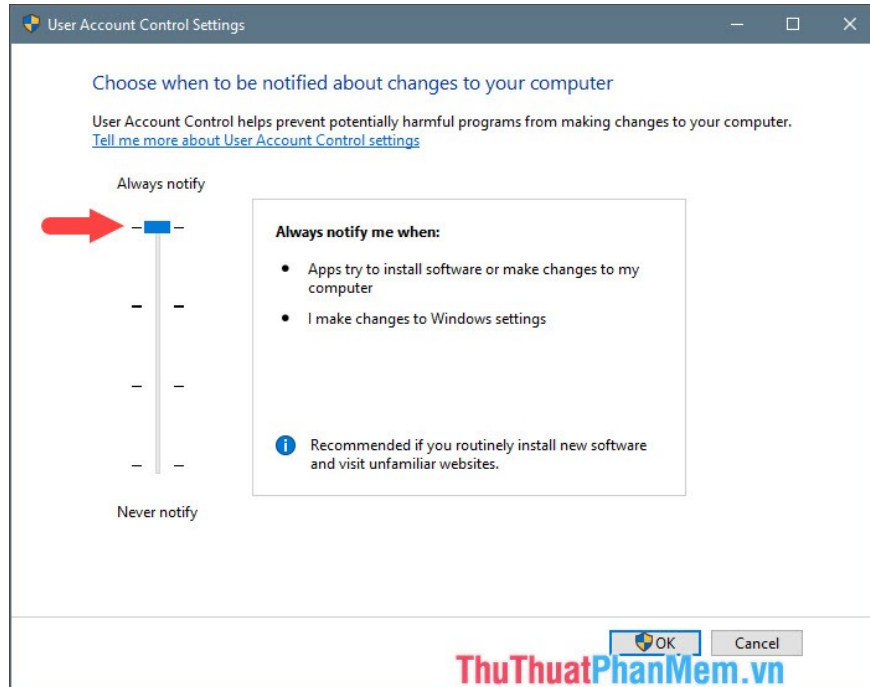 User Account Control Settings
Choose when to be notified about changes to your computer
User Account Control helps prevent potentially harmful programs from making changes to your computer.
Tell me more about User Account Control settings
Always notify
Always notify me when:
• Apps try to install software or make changes to my
computer
• I make changes to Windows settings
Recommended if you routinely install new software
and visit unfamiliar websites.
Never notify
OK Cancel
ThuThuatPhanMem.vn